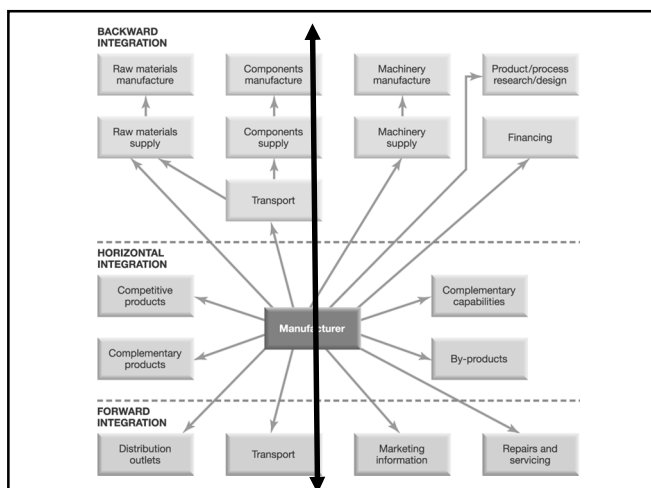 BACKWARD
INTEGRATION
Raw materials
manufacture
Components
manufacture
Machinery
manufacture
Product/process
research/design
Raw materials
supply
Components
supply
Machinery
supply
Financing
Transport
HORIZONTAL
INTEGRATION
Competitive
products
Complementary
capabilities
Manufacturer
Complementary
products
By-products
FORWARD
INTEGRATION
Distribution
outlets
Transport
Marketing
information
Repairs and
servicing